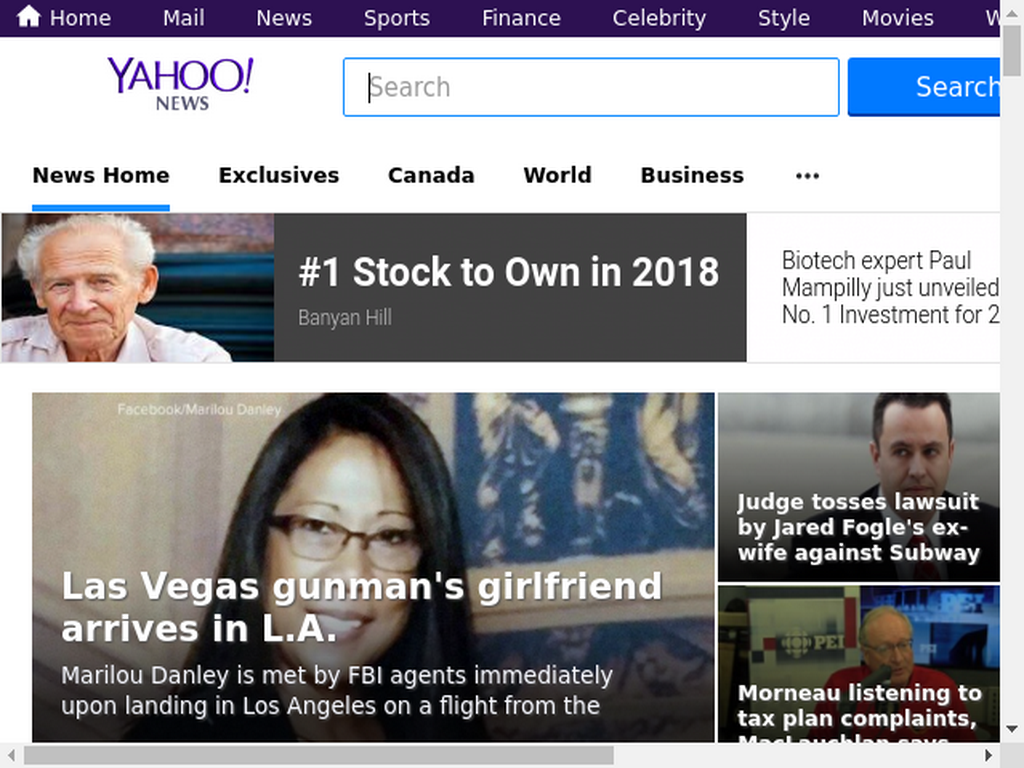 Home Mail News Sports Finance Celebrity Style Movies W
YAHOO!
NEWS
Search
Search
News Home Exclusives Canada World Business ...
#1 Stock to Own in 2018
Banyan Hill
Biotech expert Paul
Mampilly just unveiled
No. 1 Investment for 2
Facebook/Marilou Danley
Las Vegas gunman's girlfriend
arrives in L.A.
Marilou Danley is met by FBI agents immediately
upon landing in Los Angeles on a flight from the
Judge tosses lawsuit
by Jared Fogle's ex-
wife against Subway
PEI
PEI
Morneau listening to
tax plan complaints,
MacLauchlan says